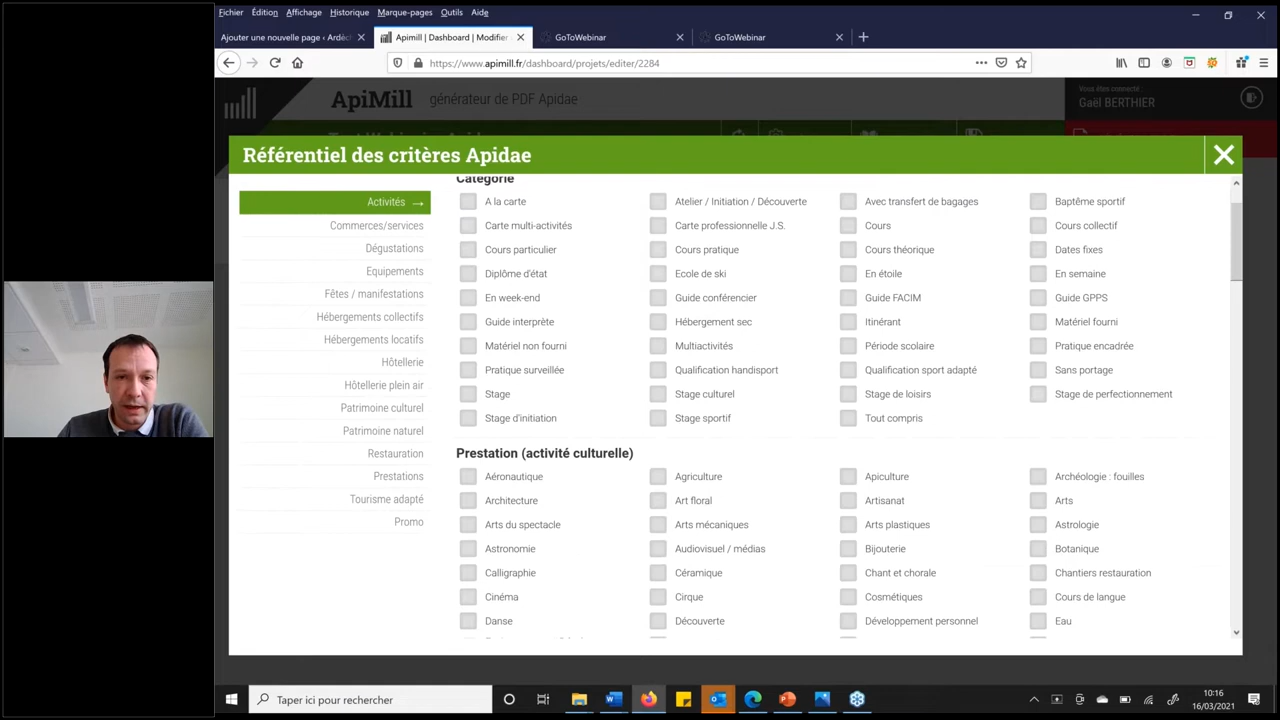 Fichier Édition Affichage Historique Marque-pages Outils Aide
Ajouter une nouvelle page ‹ Ardèc
Apimill | Dashboard | Modifier
GoToWebinar
GoToWebinar
https://www.apimill.fr/dashboard/projets/editer/2284
ApiMill générateur de PDF Apidae
Vous êtes connecté
Gaël BERTHIER
Référentiel des critères Apidae
Activités →
Commerces/services
Dégustations
Equipements
Fêtes / manifestations
Hébergements collectifs
Hébergements locatifs
Hôtellerie
Hôtellerie plein air
Patrimoine culturel
Patrimoine naturel
Restauration
Prestations
Tourisme adapté
Promo
Catégorie
A la carte Atelier / Initiation / Découverte Avec transfert de bagages Baptême sportif
Carte multi-activités Carte professionnelle J.S. Cours Cours collectif
Cours particulier Cours pratique Cours théorique Dates fixes
Diplôme d'état Ecole de ski En étoile En semaine
En week-end Guide conférencier Guide FACIM Guide GPPS
Guide interprète Hébergement sec Itinérant Matériel fourni
Matériel non fourni Multiactivités Période scolaire Pratique encadrée
Pratique surveillée Qualification handisport Qualification sport adapté Sans portage
Stage Stage culturel Stage de loisirs Stage de perfectionnement
Stage d'initiation Stage sportif Tout compris
Prestation (activité culturelle)
Aéronautique Agriculture Apiculture Archéologie : fouilles
Architecture Art floral Artisanat Arts
Arts du spectacle Arts mécaniques Arts plastiques Astrologie
Astronomie Audiovisuel / médias Bijouterie Botanique
Calligraphie Céramique Chant et chorale Chantiers restauration
Cinéma Cirque Cosmétiques Cours de langue
Danse Découverte Développement personnel Eau
Taper ici pour rechercher
10:16
16/03/2021